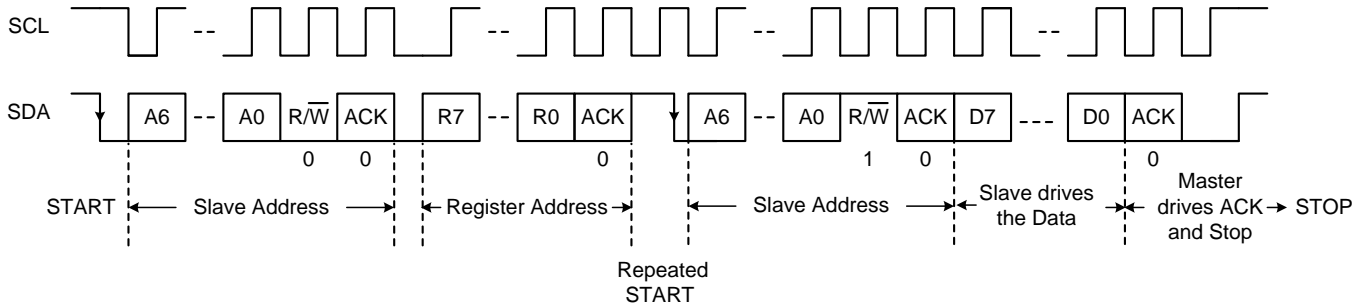 SCL
SDA
A6 A0 R/W̅ ACK R7 R0 ACK A6 A0 R/W̅ ACK D7 D0 ACK
0 0 0 1 0 0
START Slave Address Register Address Slave Address Slave drives the Data Master drives ACK and Stop STOP
Repeated START